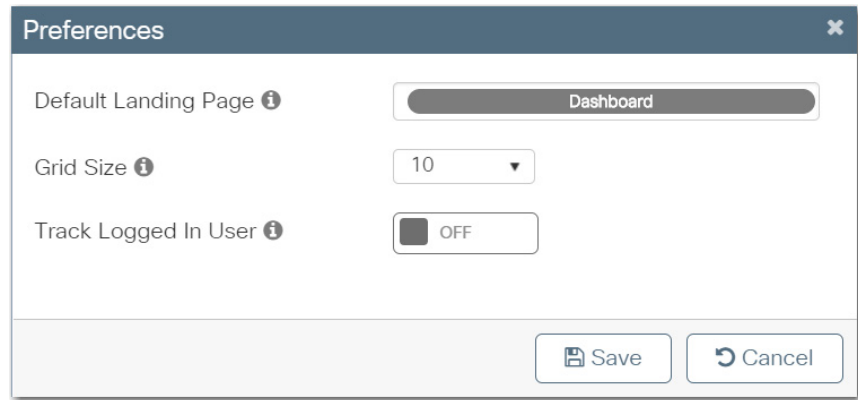 Preferences
Default Landing Page
Dashboard
Grid Size
10
Track Logged In User
OFF
Save
Cancel